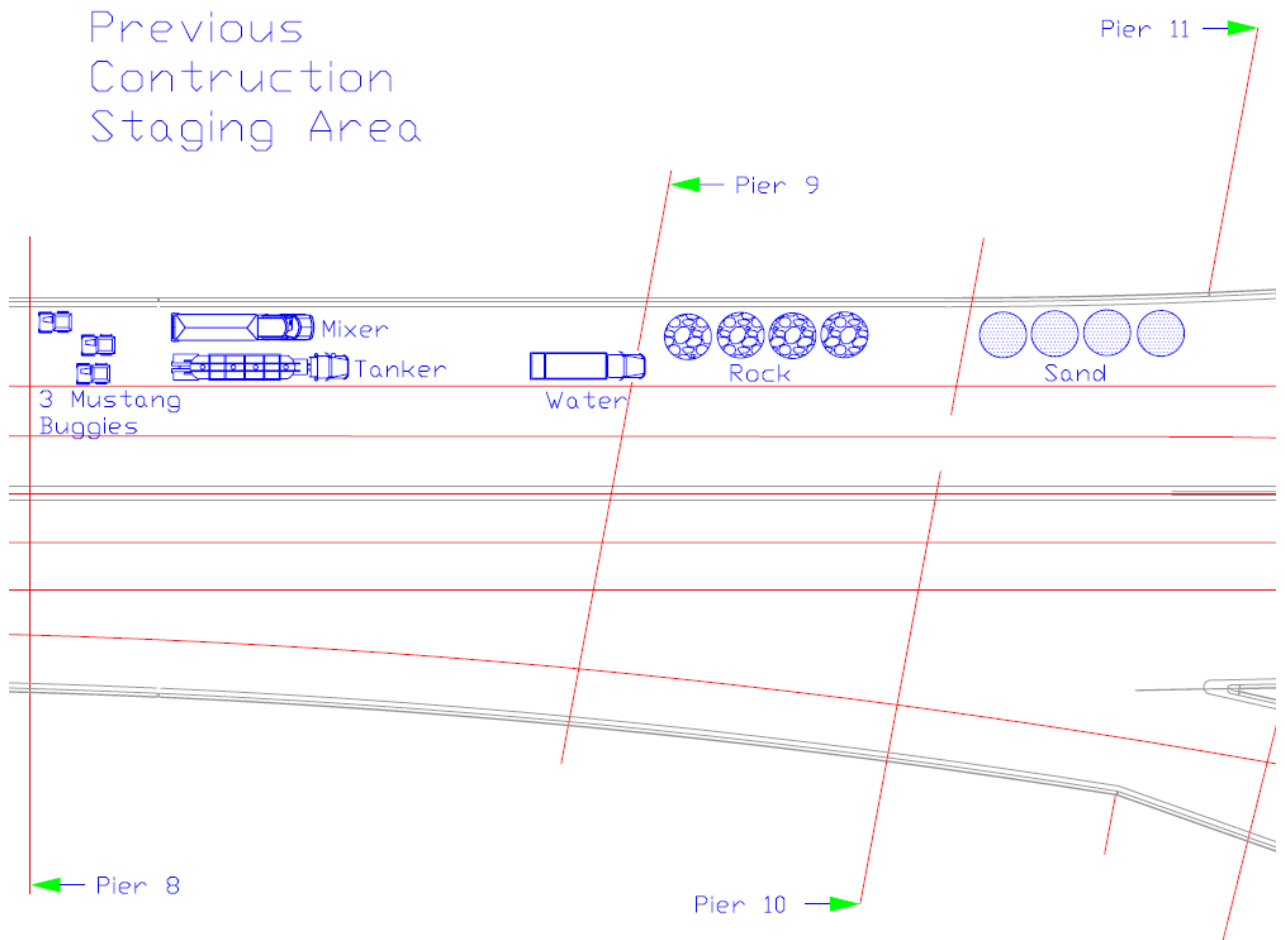 Previous
Contruction
Staging Area
Pier 11
Pier 9
Mixer
Tanker
Rock
Sand
3 Mustang
Buggies
Water
Pier 8
Pier 10